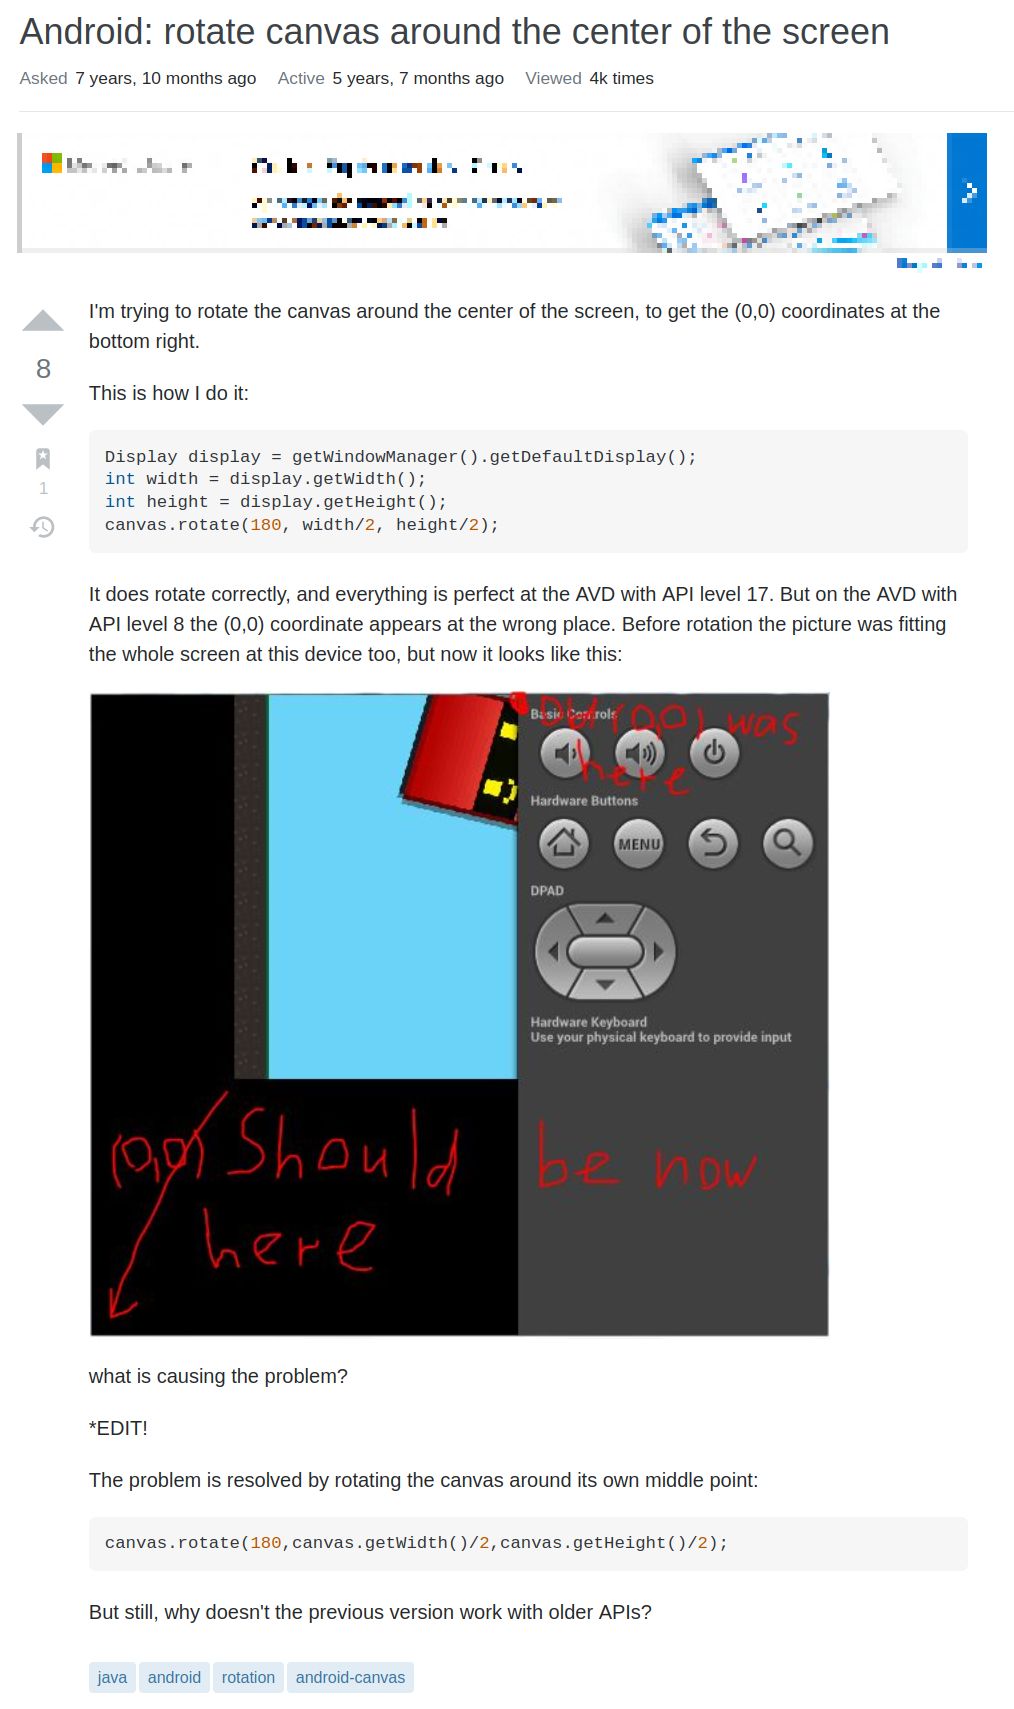 Android: rotate canvas around the center of the screen
Asked 7 years, 10 months ago Active 5 years, 7 months ago Viewed 4k times
I'm trying to rotate the canvas around the center of the screen, to get the (0,0) coordinates at the
bottom right.
8
This is how I do it:
Display display = getWindowManager().getDefaultDisplay();
int width = display.getWidth();
1
int height = display.getHeight();
canvas.rotate(180, width/2, height/2);
It does rotate correctly, and everything is perfect at the AVD with API level 17. But on the AVD with
API level 8 the (0,0) coordinate appears at the wrong place. Before rotation the picture was fitting
the whole screen at this device too, but now it looks like this:
Basic Controls
(0,0) was
here
Hardware Buttons
MENU
DPAD
Hardware Keyboard
Use your physical keyboard to provide input
(0,0) Should be now
here
what is causing the problem?
*EDIT!
The problem is resolved by rotating the canvas around its own middle point:
canvas.rotate(180,canvas.getWidth()/2,canvas.getHeight()/2);
But still, why doesn't the previous version work with older APIs?
java android rotation android-canvas